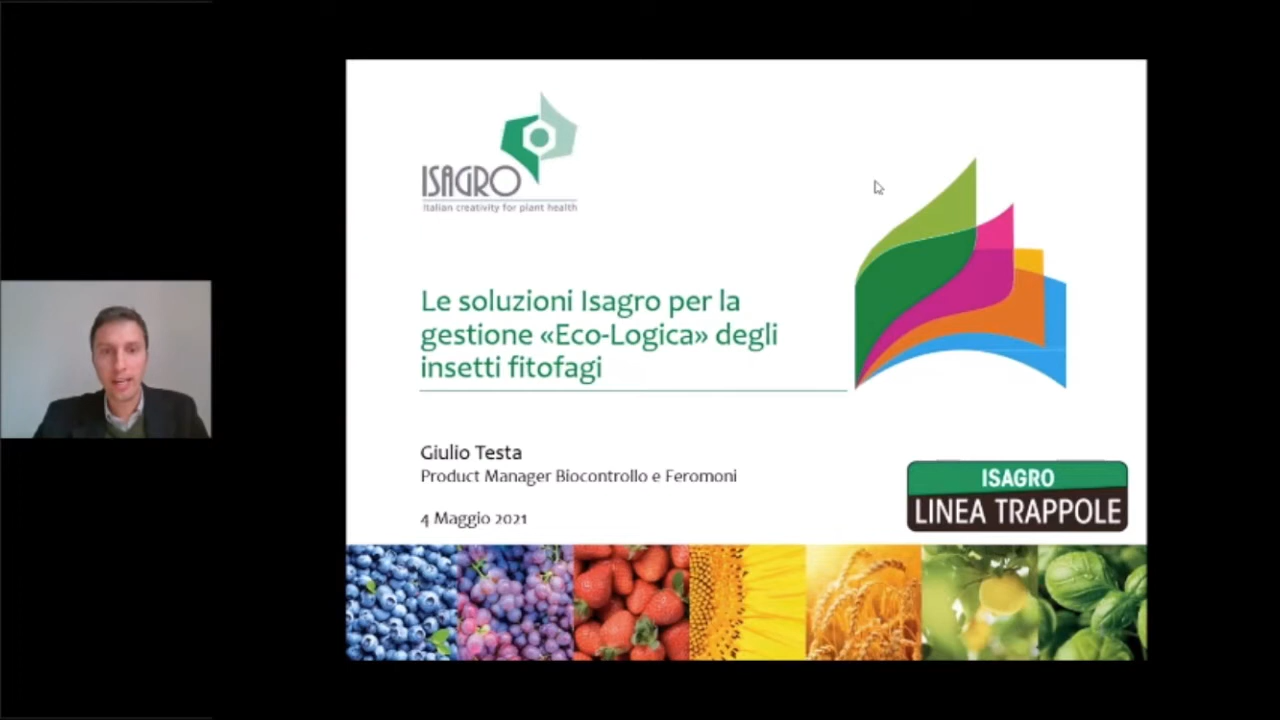 ISAGRO
Italian creativity for plant health
Le soluzioni Isagro per la
gestione «Eco-Logica» degli
insetti fitofagi
Giulio Testa
Product Manager Biocontrollo e Feromoni
4 Maggio 2021
ISAGRO
LINEA TRAPPOLE